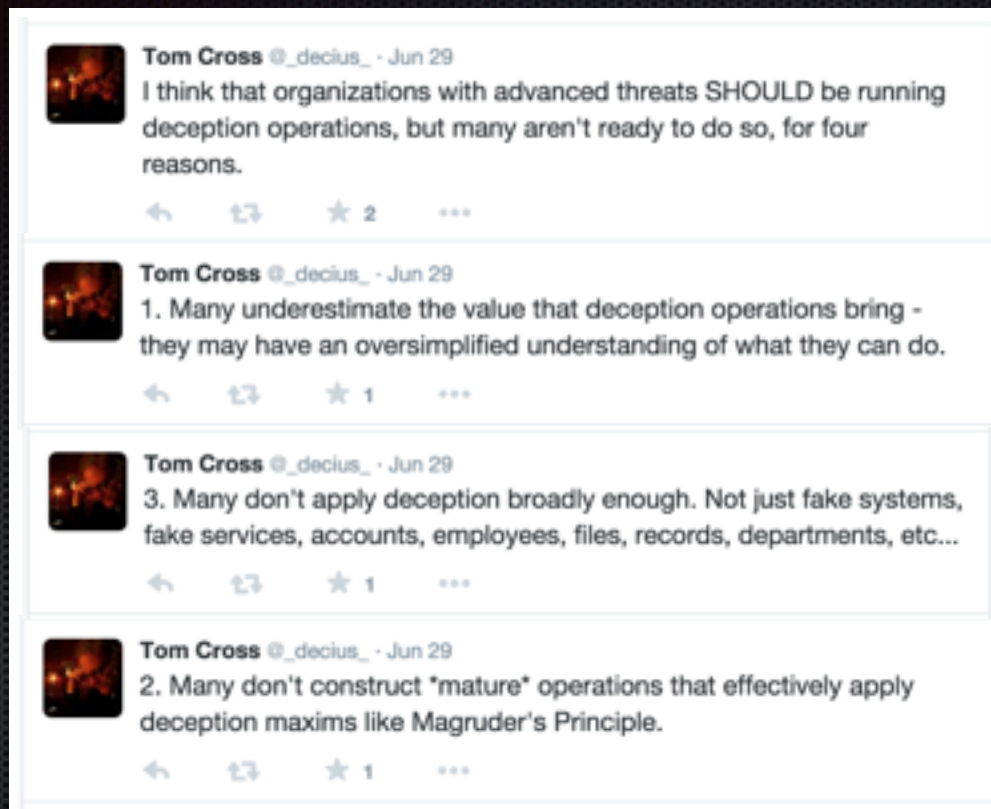 Tom Cross @_decius_ · Jun 29
I think that organizations with advanced threats SHOULD be running
deception operations, but many aren't ready to do so, for four
reasons.
2
Tom Cross @_decius_ · Jun 29
1. Many underestimate the value that deception operations bring -
they may have an oversimplified understanding of what they can do.
1
Tom Cross @_decius_ · Jun 29
3. Many don't apply deception broadly enough. Not just fake systems,
fake services, accounts, employees, files, records, departments, etc...
1
Tom Cross @_decius_ · Jun 29
2. Many don't construct *mature* operations that effectively apply
deception maxims like Magruder's Principle.
1